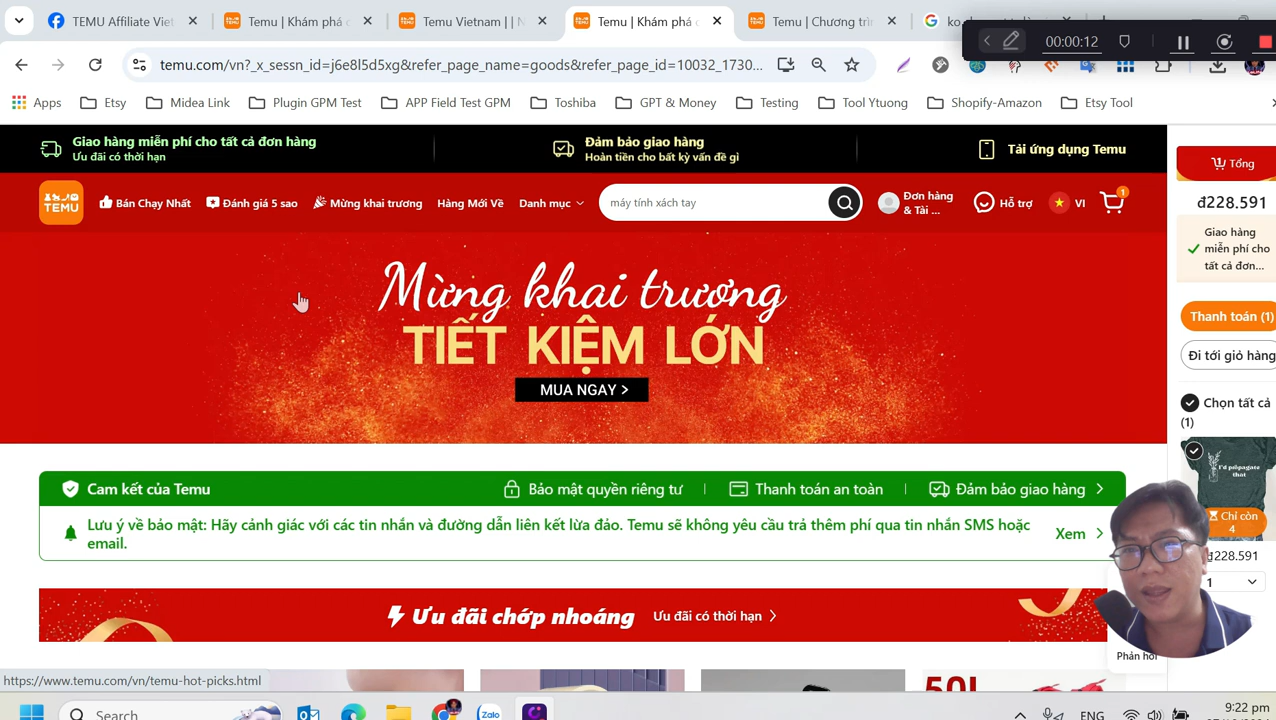 TEMU Affiliate Viet
Temu | Khám phá c
Temu Vietnam | | N
Temu | Khám phá c
Temu | Chương trìn
00:00:12
temu.com/vn?_x_sessn_id=j6e8l5d5xq&refer_page_name=goods&refer_page_id=10032_1730...
Apps
Etsy
Midea Link
Plugin GPM Test
APP Field Test GPM
Toshiba
GPT & Money
Testing
Tool Ytuong
Shopify-Amazon
Etsy Tool
Giao hàng miễn phí cho tất cả đơn hàng
Ưu đãi có thời hạn
Đảm bảo giao hàng
Hoàn tiền cho bất kỳ vấn đề gì
Tải ứng dụng Temu
TEMU
Bán Chạy Nhất
Đánh giá 5 sao
Mừng khai trương
Hàng Mới Về
Danh mục
máy tính xách tay
Đơn hàng
& Tài ...
Hỗ trợ
VI
1
Tổng
₫228.591
Giao hàng
miễn phí cho
tất cả đơn...
Thanh toán (1)
Đi tới giỏ hàng
Chọn tất cả
(1)
I'd propagate
that
Chỉ còn
4
₫228.591
1
Mừng khai trương
TIẾT KIỆM LỚN
MUA NGAY >
Cam kết của Temu
Bảo mật quyền riêng tư
Thanh toán an toàn
Đảm bảo giao hàng
Lưu ý về bảo mật: Hãy cảnh giác với các tin nhắn và đường dẫn liên kết lừa đảo. Temu sẽ không yêu cầu trả thêm phí qua tin nhắn SMS hoặc
email.
Xem
Ưu đãi chớp nhoáng
Ưu đãi có thời hạn
Phản hồi
https://www.temu.com/vn/temu-hot-picks.html
50L
Search
Zalo
ENG
9:22 pm